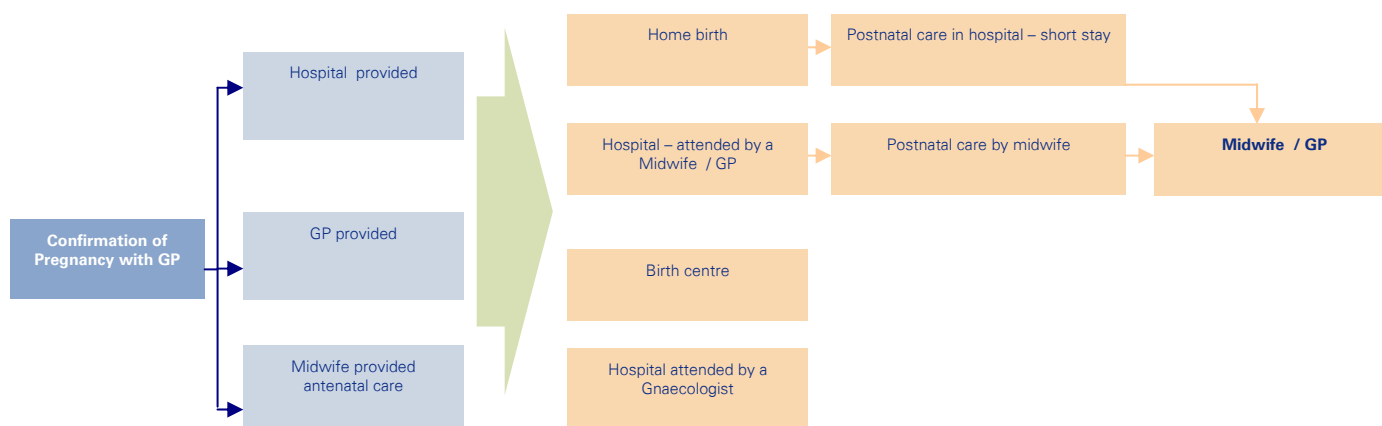 Confirmation of
Pregnancy with GP
Hospital provided
GP provided
Midwife provided
antenatal care
Home birth
Postnatal care in hospital – short stay
Hospital – attended by a
Midwife / GP
Postnatal care by midwife
Midwife / GP
Birth centre
Hospital attended by a
Gnaecologist